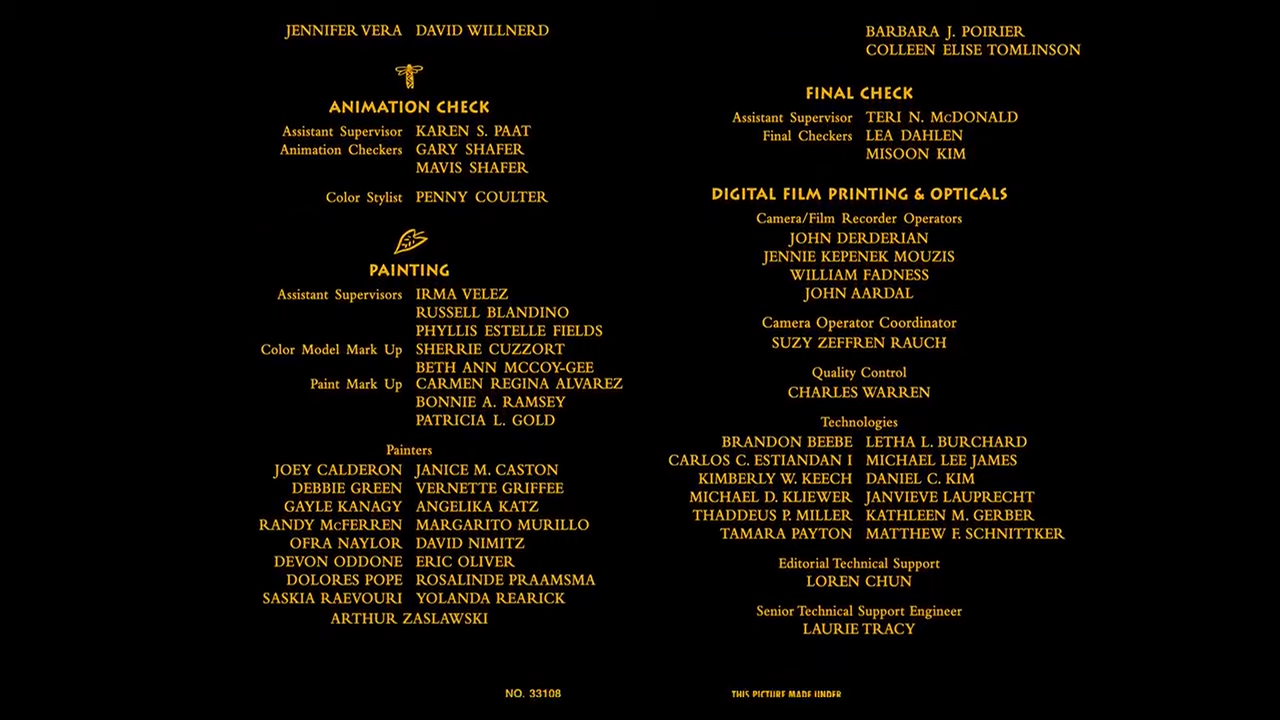 JENNIFER VERA DAVID WILLNERD
ANIMATION CHECK
Assistant Supervisor KAREN S. PAAT
Animation Checkers GARY SHAFER
MAVIS SHAFER
Color Stylist PENNY COULTER
PAINTING
Assistant Supervisors IRMA VELEZ
RUSSELL BLANDINO
PHYLLIS ESTELLE FIELDS
Color Model Mark Up SHERRIE CUZZORT
BETH ANN MCCOY-GEE
Paint Mark Up CARMEN REGINA ALVAREZ
BONNIE A. RAMSEY
PATRICIA L. GOLD
Painters
JOEY CALDERON JANICE M. CASTON
DEBBIE GREEN VERNETTE GRIFFEE
GAYLE KANAGY ANGELIKA KATZ
RANDY McFERREN MARGARITO MURILLO
OFRA NAYLOR DAVID NIMITZ
DEVON ODDONE ERIC OLIVER
DOLORES POPE ROSALINDE PRAAMSMA
SASKIA RAEVOURI YOLANDA REARICK
ARTHUR ZASLAWSKI
NO. 33108
BARBARA J. POIRIER
COLLEEN ELISE TOMLINSON
FINAL CHECK
Assistant Supervisor TERI N. McDONALD
Final Checkers LEA DAHLEN
MISOON KIM
DIGITAL FILM PRINTING & OPTICALS
Camera/Film Recorder Operators
JOHN DERDERIAN
JENNIE KEPENEK MOUZIS
WILLIAM FADNESS
JOHN AARDAL
Camera Operator Coordinator
SUZY ZEFFREN RAUCH
Quality Control
CHARLES WARREN
Technologies
BRANDON BEEBE LETHA L. BURCHARD
CARLOS C. ESTIANDAN I MICHAEL LEE JAMES
KIMBERLY W. KEECH DANIEL C. KIM
MICHAEL D. KLIEWER JANVIEVE LAUPRECHT
THADDEUS P. MILLER KATHLEEN M. GERBER
TAMARA PAYTON MATTHEW F. SCHNITTKER
Editorial Technical Support
LOREN CHUN
Senior Technical Support Engineer
LAURIE TRACY
THIS PICTURE MADE UNDER